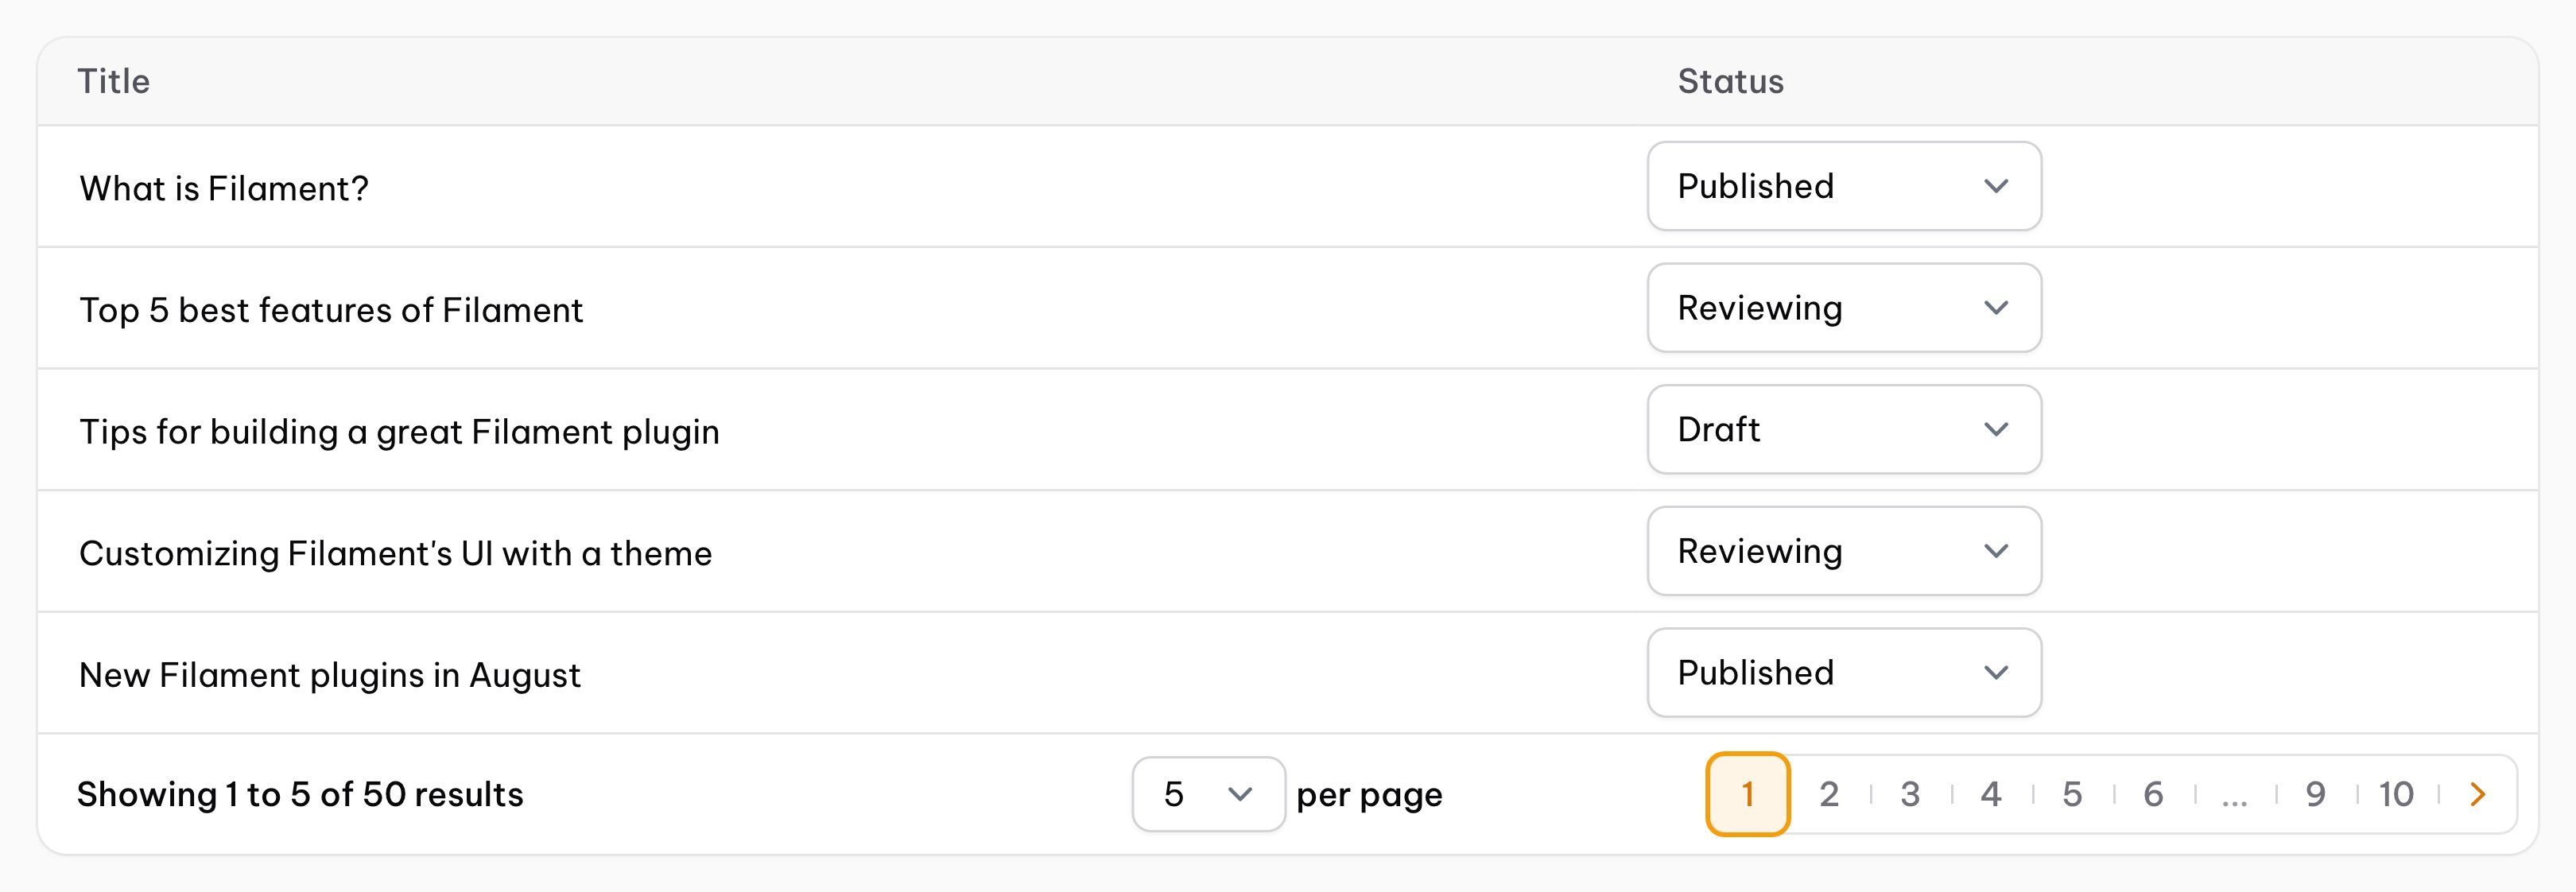 Title Status
What is Filament? Published
Top 5 best features of Filament Reviewing
Tips for building a great Filament plugin Draft
Customizing Filament's UI with a theme Reviewing
New Filament plugins in August Published
Showing 1 to 5 of 50 results 5 per page 1 2 3 4 5 6 ... 9 10